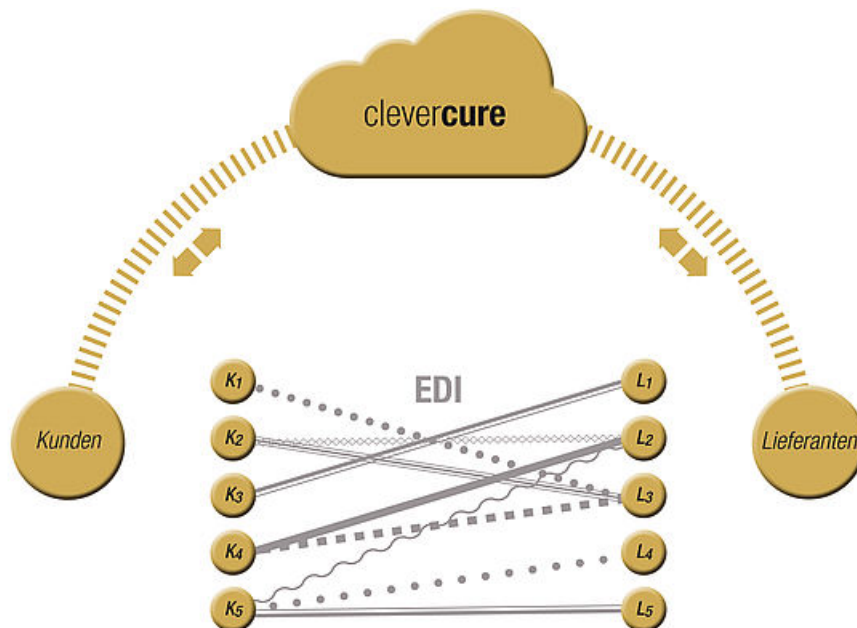 clevercure
EDI
K1
L1
Kunden
K2
L2
Lieferanten
K3
L3
K4
L4
K5
L5